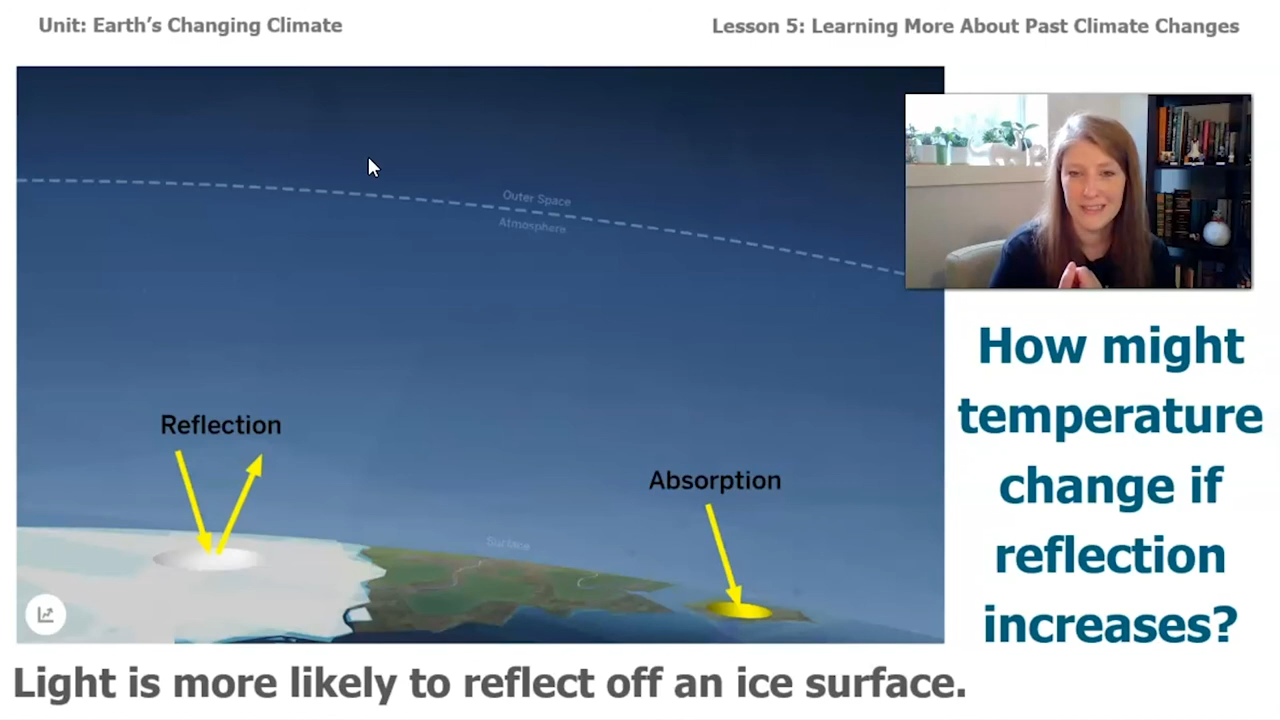 Unit: Earth's Changing Climate
Lesson 5: Learning More About Past Climate Changes
Outer Space
Atmosphere
Reflection
Absorption
Surface
How might
temperature
change if
reflection
increases?
Light is more likely to reflect off an ice surface.